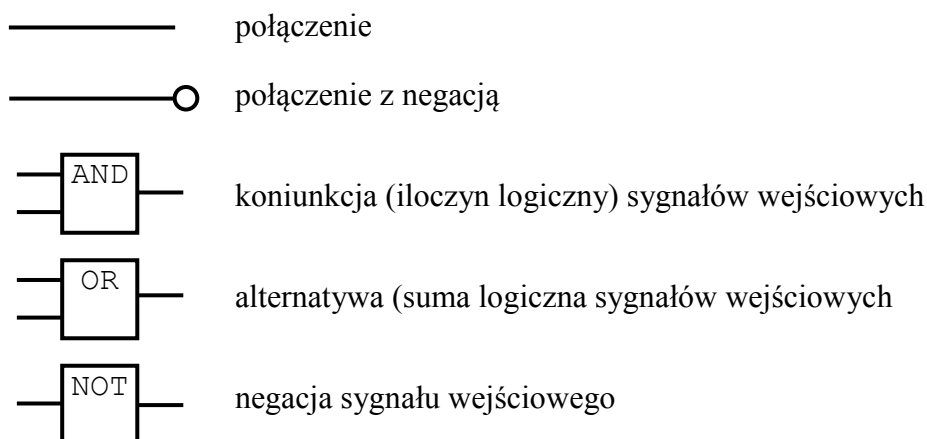 połączenie
połączenie z negacją
AND
koniunkcja (iloczyn logiczny) sygnałów wejściowych
OR
alternatywa (suma logiczna sygnałów wejściowych
NOT
negacja sygnału wejściowego